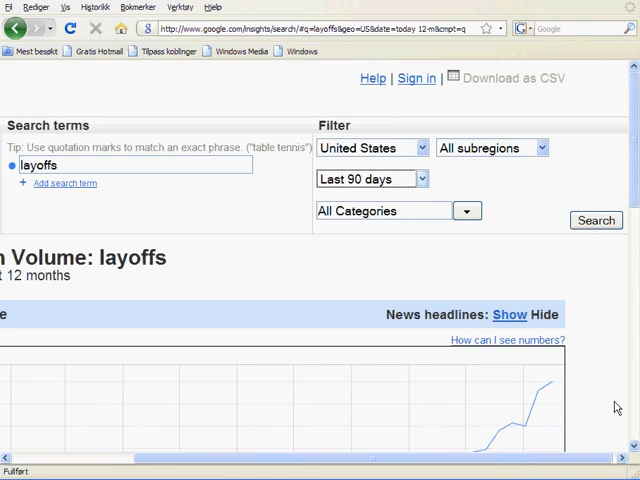 Fil Rediger Vis Historikk Bokmerker Verktøy Hjelp
http://www.google.com/insights/search/#q=layoffs&geo=US&date=today 12-m&cmpt=q
Google
Mest besøkt Gratis Hotmail Tilpass koblinger Windows Media Windows
Help | Sign in | Download as CSV
Search terms
Filter
Tip: Use quotation marks to match an exact phrase. ("table tennis")
United States All subregions
layoffs
Last 90 days
+ Add search term
All Categories
Search
Volume: layoffs
12 months
News headlines: Show Hide
How can I see numbers?
Fullført